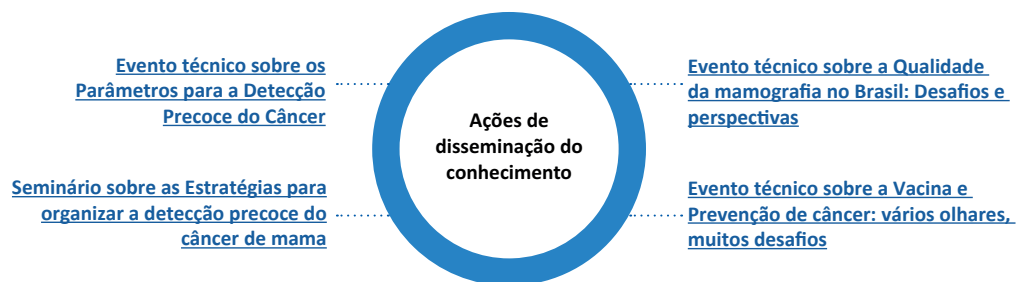 Evento técnico sobre os
Parâmetros para a Detecção
Precoce do Câncer
Seminário sobre as Estratégias para
organizar a detecção precoce do
câncer de mama
Ações de
disseminação do
conhecimento
Evento técnico sobre a Qualidade
da mamografia no Brasil: Desafios e
perspectivas
Evento técnico sobre a Vacina e
Prevenção de câncer: vários olhares,
muitos desafios